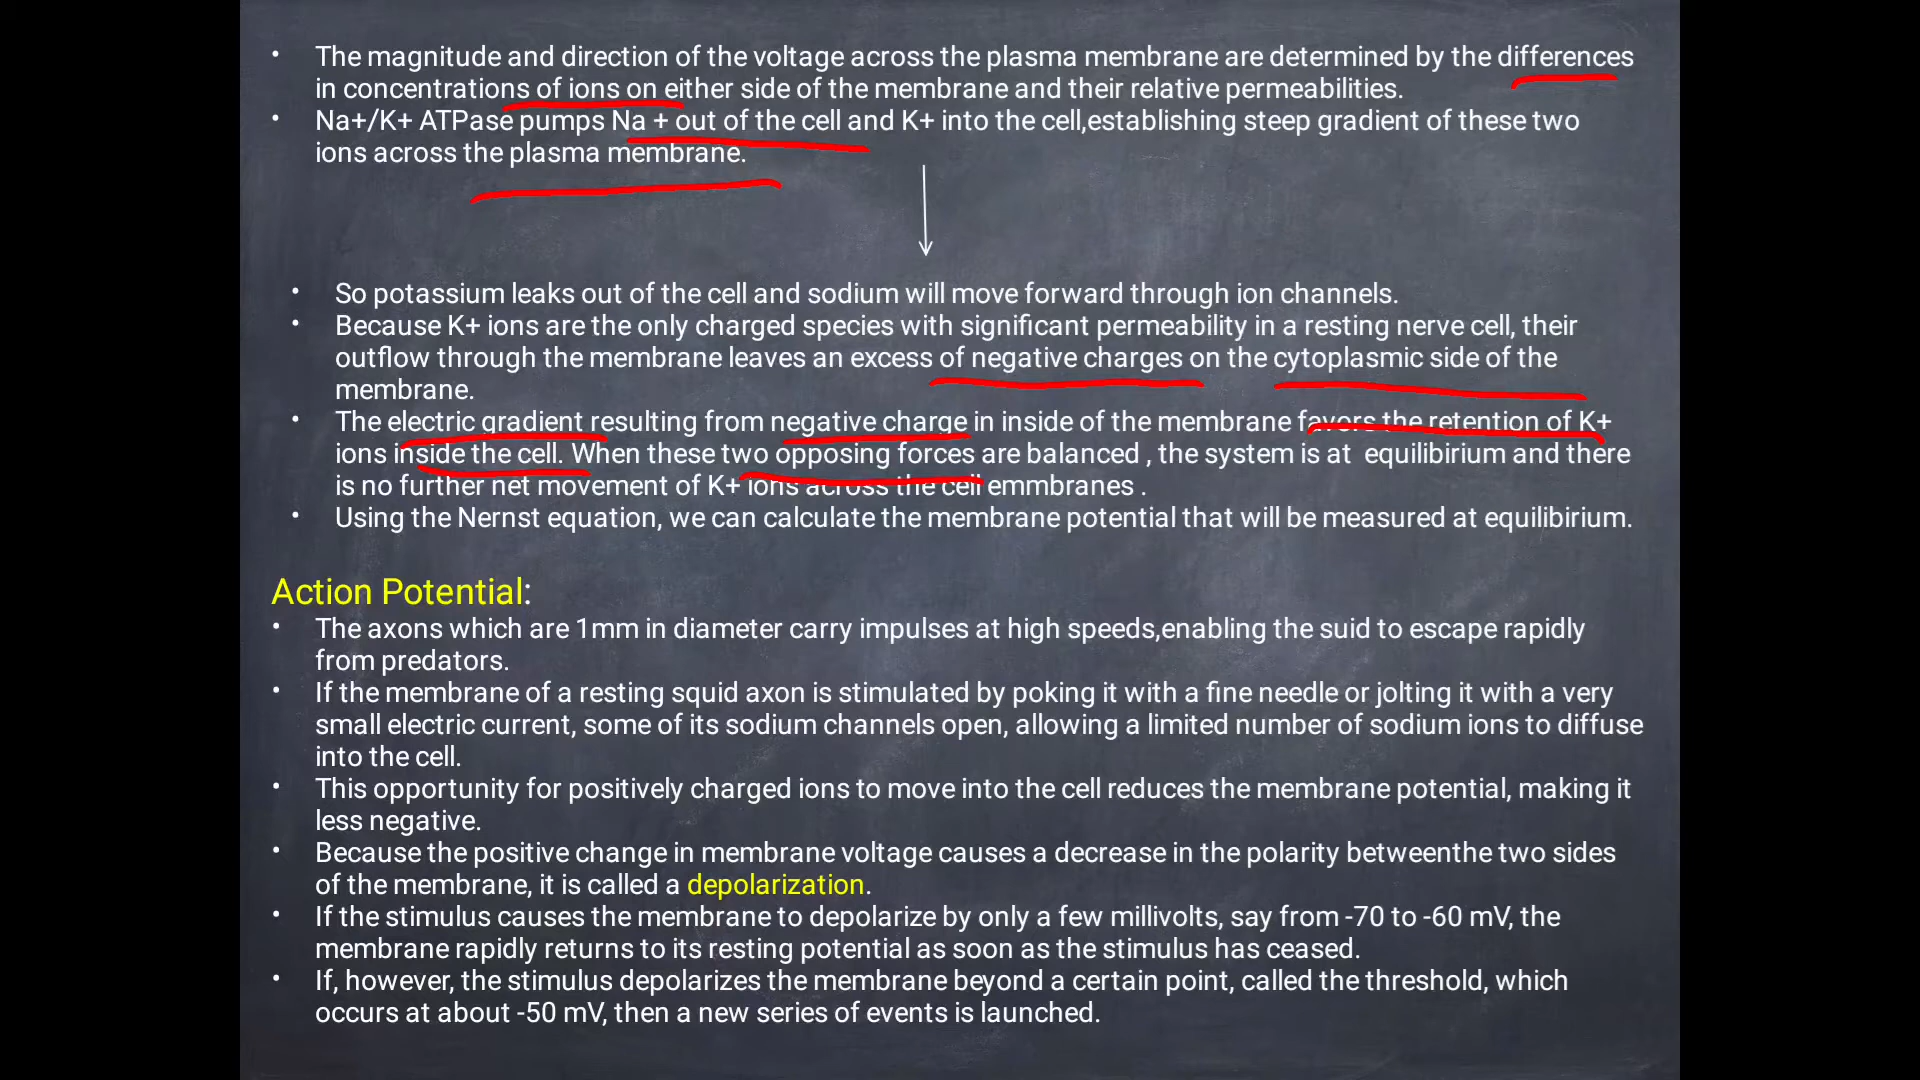 • The magnitude and direction of the voltage across the plasma membrane are determined by the differences
in concentrations of ions on either side of the membrane and their relative permeabilities.
• Na+/K+ ATPase pumps Na + out of the cell and K+ into the cell,establishing steep gradient of these two
ions across the plasma membrane.
• So potassium leaks out of the cell and sodium will move forward through ion channels.
• Because K+ ions are the only charged species with significant permeability in a resting nerve cell, their
outflow through the membrane leaves an excess of negative charges on the cytoplasmic side of the
membrane.
• The electric gradient resulting from negative charge in inside of the membrane favors the retention of K+
ions inside the cell. When these two opposing forces are balanced , the system is at equilibirium and there
is no further net movement of K+ ions across the cell emmbranes .
• Using the Nernst equation, we can calculate the membrane potential that will be measured at equilibirium.
Action Potential:
• The axons which are 1mm in diameter carry impulses at high speeds,enabling the suid to escape rapidly
from predators.
• If the membrane of a resting squid axon is stimulated by poking it with a fine needle or jolting it with a very
small electric current, some of its sodium channels open, allowing a limited number of sodium ions to diffuse
into the cell.
• This opportunity for positively charged ions to move into the cell reduces the membrane potential, making it
less negative.
• Because the positive change in membrane voltage causes a decrease in the polarity betweenthe two sides
of the membrane, it is called a depolarization.
• If the stimulus causes the membrane to depolarize by only a few millivolts, say from -70 to -60 mV, the
membrane rapidly returns to its resting potential as soon as the stimulus has ceased.
• If, however, the stimulus depolarizes the membrane beyond a certain point, called the threshold, which
occurs at about -50 mV, then a new series of events is launched.